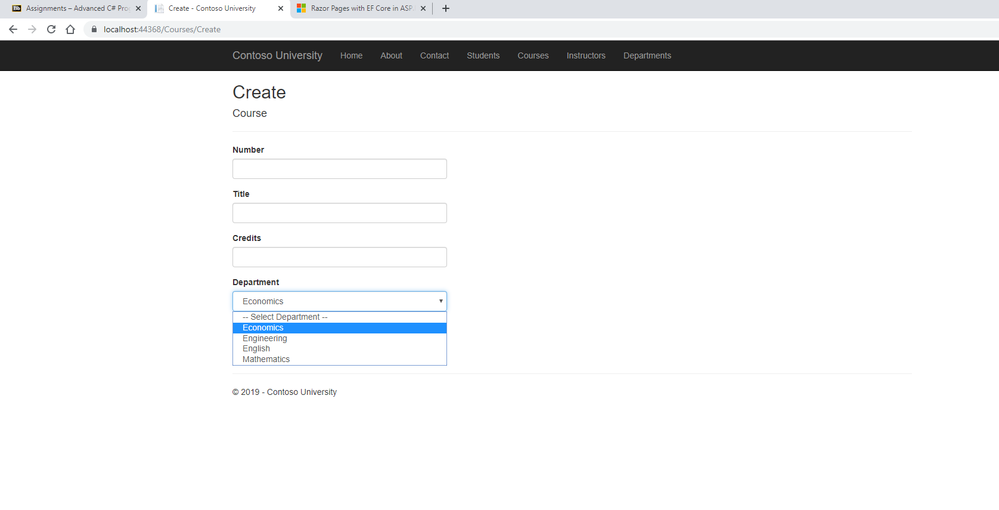 Bb Assignments – Advanced C# Pro
Create - Contoso University
Razor Pages with EF Core in ASP.
localhost:44368/Courses/Create
Contoso University Home About Contact Students Courses Instructors Departments
Create
Course
Number
Title
Credits
Department
Economics
-- Select Department --
Economics
Engineering
English
Mathematics
© 2019 - Contoso University